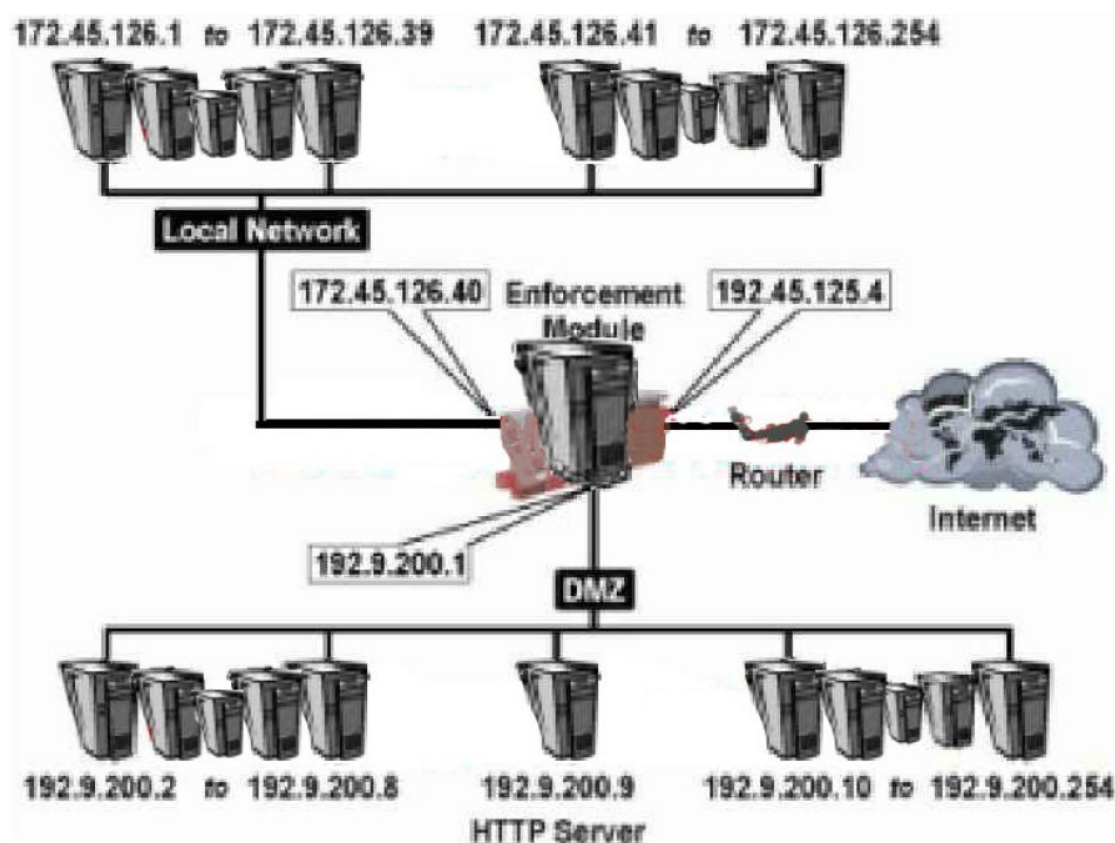 172.45.126.1 to 172.45.126.39
172.45.126.41 to 172.45.126.254
Local Network
172.45.126.40
Enforcement
Module
192.45.125.4
Router
Internet
192.9.200.1
DMZ
192.9.200.2 to 192.9.200.8
192.9.200.9
192.9.200.10 to 192.9.200.254
HTTP Server